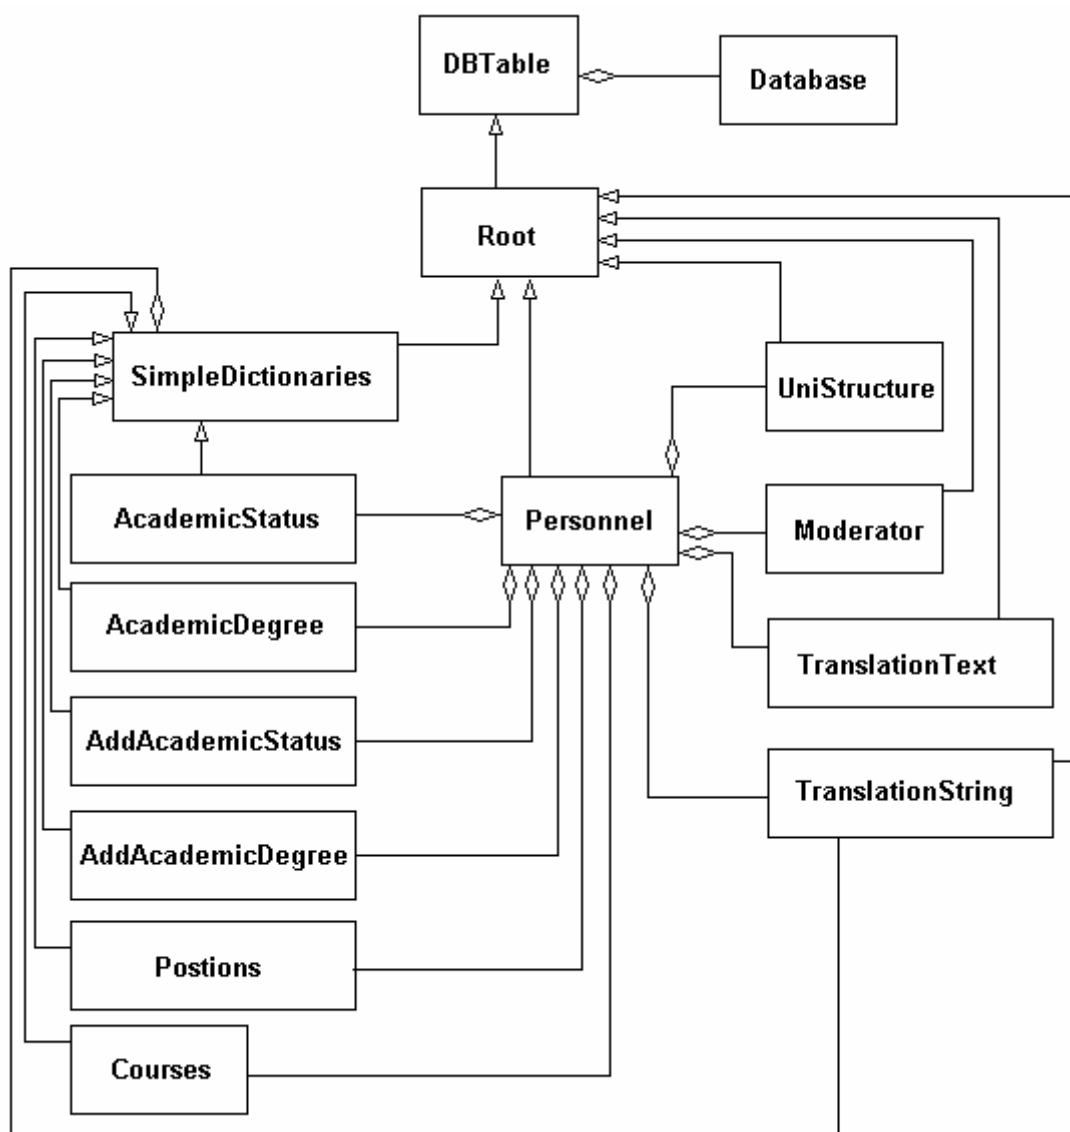 DBTable
Database
Root
SimpleDictionaries
UniStructure
AcademicStatus
Personnel
Moderator
AcademicDegree
TranslationText
AddAcademicStatus
TranslationString
AddAcademicDegree
Postions
Courses